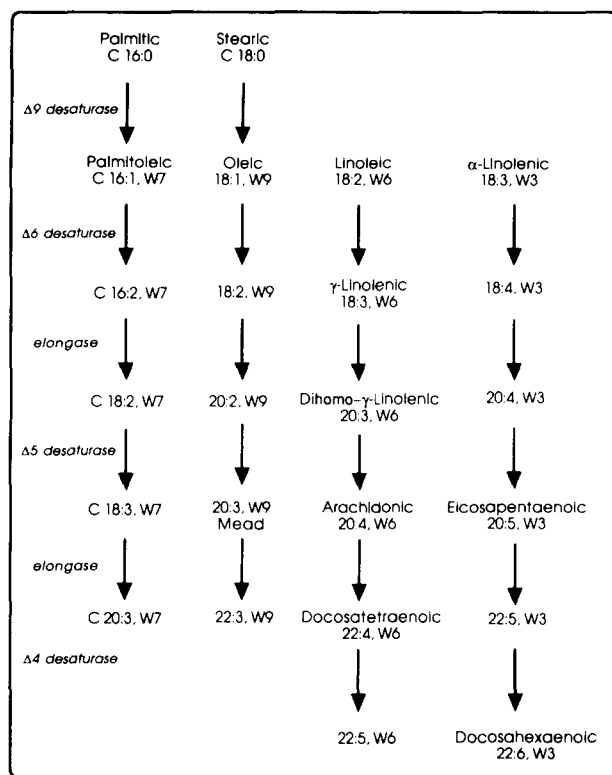 Palmitic Stearic
C 16:0 C 18:0
Δ9 desaturase
Palmitoleic Oleic Linoleic α-Linolenic
C 16:1, W7 18:1, W9 18:2, W6 18:3, W3
Δ6 desaturase
C 16:2, W7 18:2, W9 γ-Linolenic 18:4, W3
18:3, W6
elongase
C 18:2, W7 20:2, W9 Dihomo-γ-Linolenic 20:4, W3
20:3, W6
Δ5 desaturase
C 18:3, W7 20:3, W9 Arachidonic Eicosapentaenoic
Mead 20:4, W6 20:5, W3
elongase
C 20:3, W7 22:3, W9 Docosatetraenoic 22:5, W3
22:4, W6
Δ4 desaturase
22:5, W6 Docosahexaenoic
22:6, W3